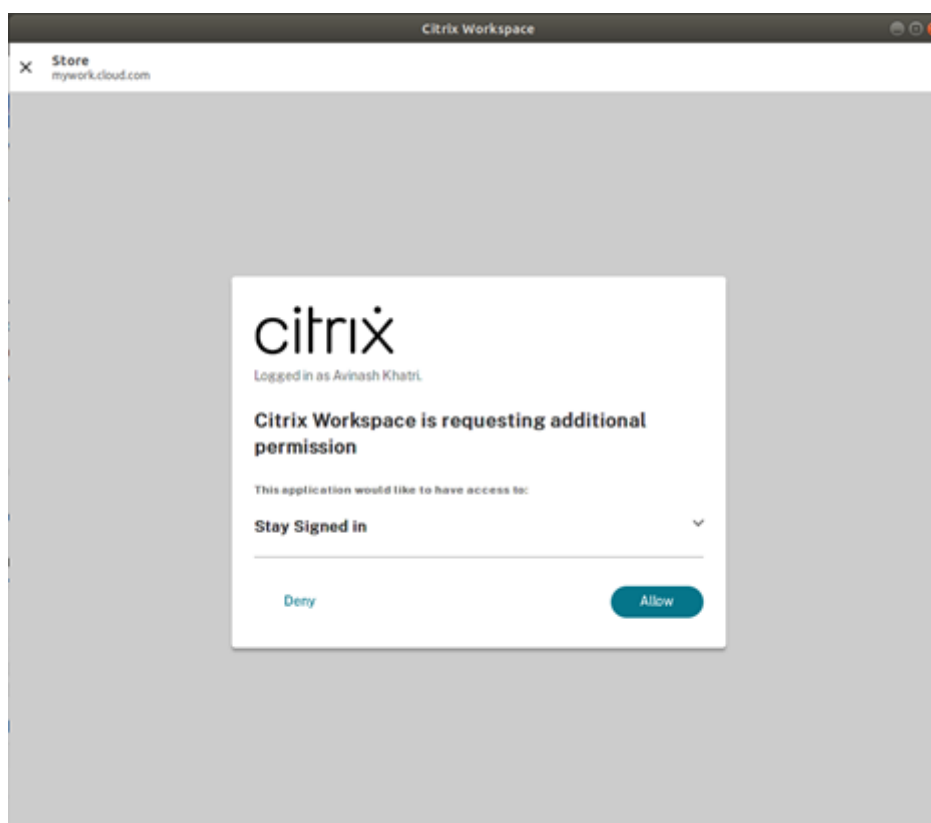 Citrix Workspace
Store
mywork.cloud.com
citrix
Logged in as Avinash Khatri.
Citrix Workspace is requesting additional
permission
This application would like to have access to:
Stay Signed in
Deny
Allow